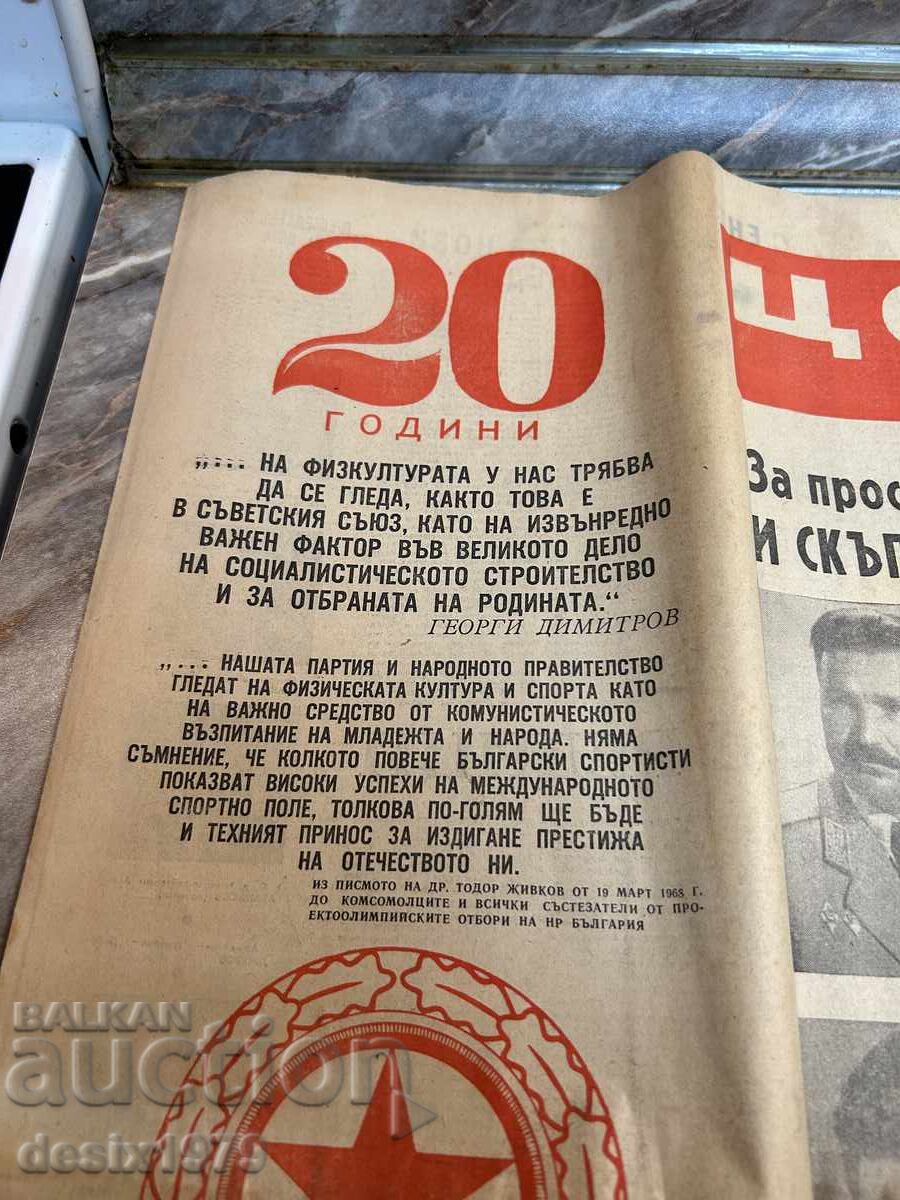 20
ГОДИНИ
„... НА ФИЗКУЛТУРАТА У НАС ТРЯБВА
ДА СЕ ГЛЕДА, КАКТО ТОВА Е
В СЪВЕТСКИЯ СЪЮЗ, КАТО НА ИЗВЪНРЕДНО
ВАЖЕН ФАКТОР ВЪВ ВЕЛИКОТО ДЕЛО
НА СОЦИАЛИСТИЧЕСКОТО СТРОИТЕЛСТВО
И ЗА ОТБРАНАТА НА РОДИНАТА.“
ГЕОРГИ ДИМИТРОВ
„... НАШАТА ПАРТИЯ И НАРОДНОТО ПРАВИТЕЛСТВО
ГЛЕДАТ НА ФИЗИЧЕСКАТА КУЛТУРА И СПОРТА КАТО
НА ВАЖНО СРЕДСТВО ОТ КОМУНИСТИЧЕСКОТО
ВЪЗПИТАНИЕ НА МЛАДЕЖТА И НАРОДА. НЯМА
СЪМНЕНИЕ, ЧЕ КОЛКОТО ПОВЕЧЕ БЪЛГАРСКИ СПОРТИСТИ
ПОКАЗВАТ ВИСОКИ УСПЕХИ НА МЕЖДУНАРОДНОТО
СПОРТНО ПОЛЕ, ТОЛКОВА ПО-ГОЛЯМ ЩЕ БЪДЕ
И ТЕХНИЯТ ПРИНОС ЗА ИЗДИГАНЕ ПРЕСТИЖА
НА ОТЕЧЕСТВОТО НИ.
ИЗ ПИСМОТО НА ДР. ТОДОР ЖИВКОВ ОТ 19 МАРТ 1968 Г.
ДО КОМСОМОЛЦИТЕ И ВСИЧКИ СЪСТЕЗАТЕЛИ ОТ ПРО-
ЕКТООЛИМПИЙСКИТЕ ОТБОРИ НА НР БЪЛГАРИЯ
За прос
И СКЪП
BALKAN
auction
desix1979